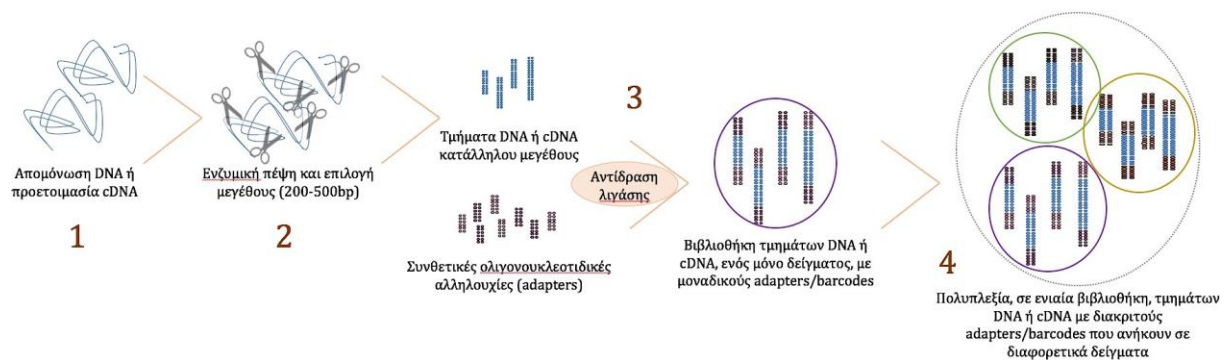 Απομόνωση DNA ή
προετοιμασία cDNA
1
Ενζυμική πέψη και επιλογή
μεγέθους (200-500bp)
2
Τμήματα DNA ή cDNA
κατάλληλου μεγέθους
Συνθετικές ολιγονουκλεοτιδικές
αλληλουχίες (adapters)
3
Αντίδραση
λιγάσης
Βιβλιοθήκη τμημάτων DNA ή
cDNA, ενός μόνο δείγματος, με
μοναδικούς adapters/barcodes
4
Πολυπλεξία, σε ενιαία βιβλιοθήκη, τμημάτων
DNA ή cDNA με διακριτούς
adapters/barcodes που ανήκουν σε
διαφορετικά δείγματα